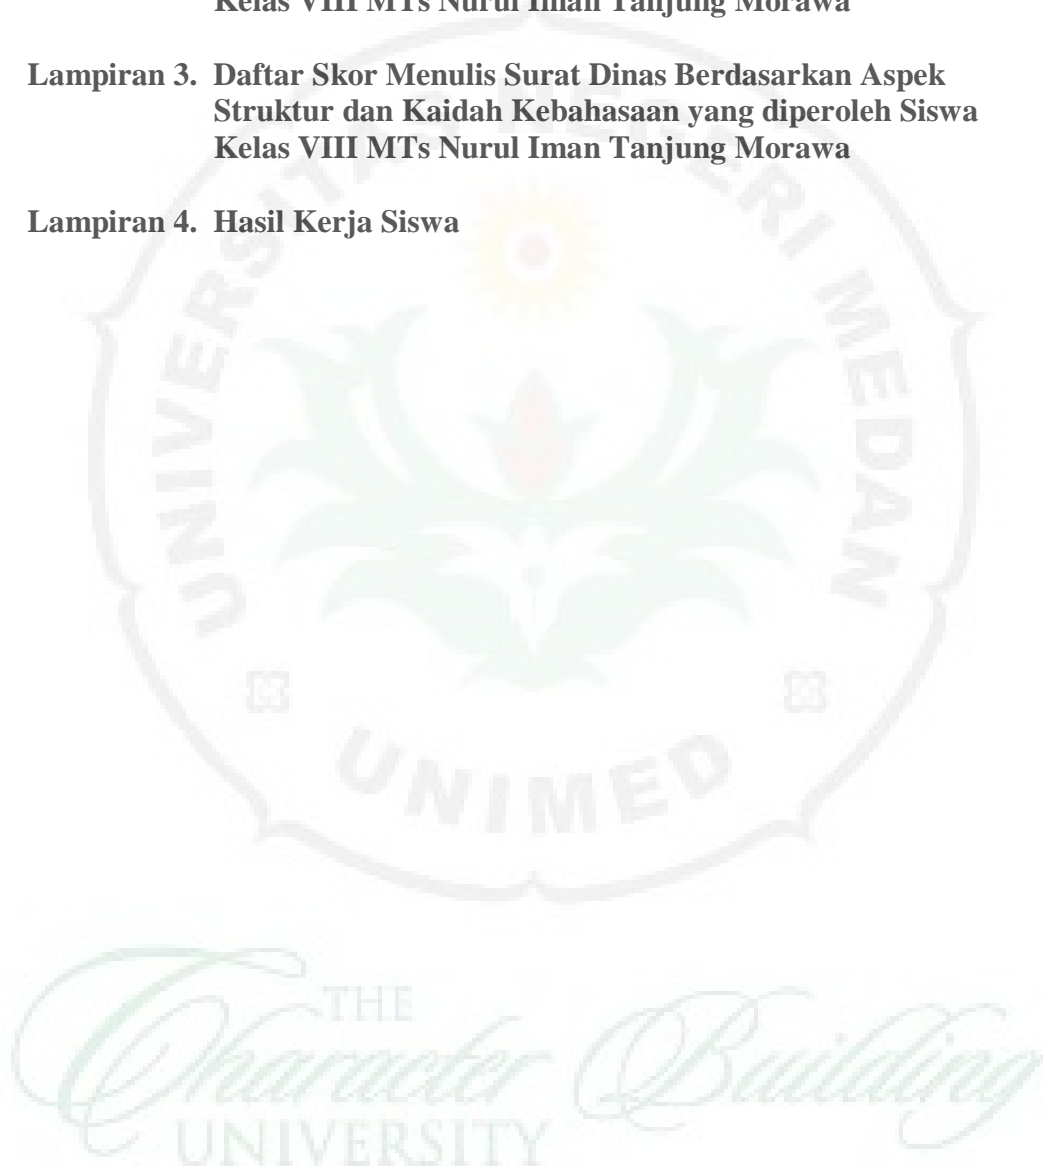 Kelas VIII MTs Nurul Iman Tanjung Morawa
Lampiran 3. Daftar Skor Menulis Surat Dinas Berdasarkan Aspek
Struktur dan Kaidah Kebahasaan yang diperoleh Siswa
Kelas VIII MTs Nurul Iman Tanjung Morawa
Lampiran 4. Hasil Kerja Siswa
UNIVERSITAS NEGERI MEDAN
UNIMED
THE
Character Building
UNIVERSITY